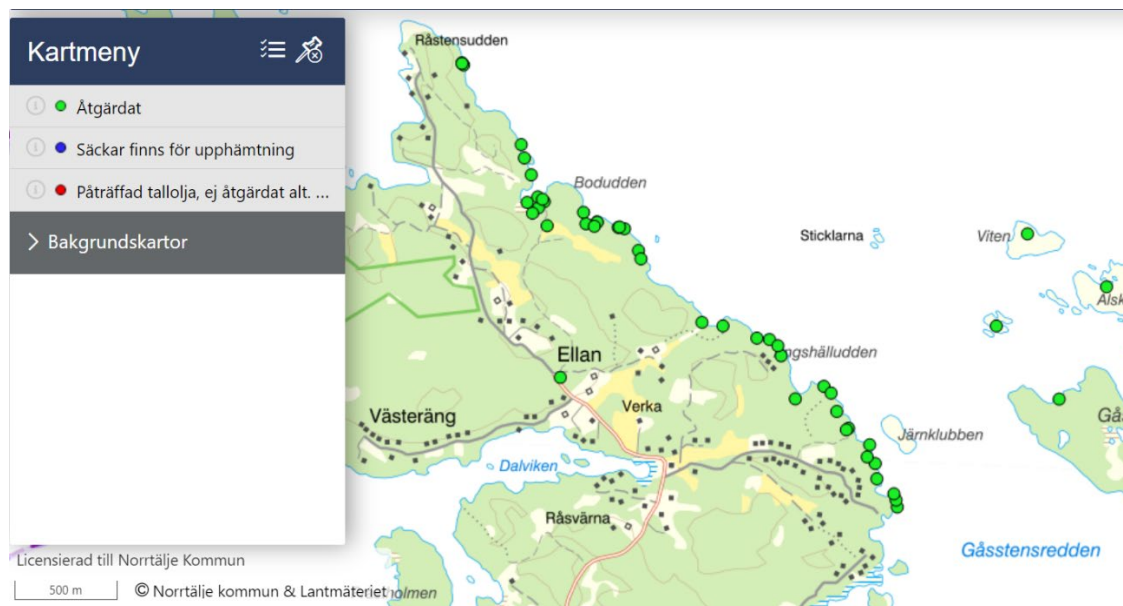 Kartmeny
Åtgärdat
Säckar finns för upphämtning
Påträffad tallolja, ej åtgärdat alt. ...
Bakgrundskartor
Råstensudden
Bodudden
Sticklarna
Viten
Ellan
Verka
Västeräng
Järnklubben
Dalviken
Råsvärna
Gåsstensredden
Licensierad till Norrtälje Kommun
500 m
© Norrtälje kommun & Lantmäteriet